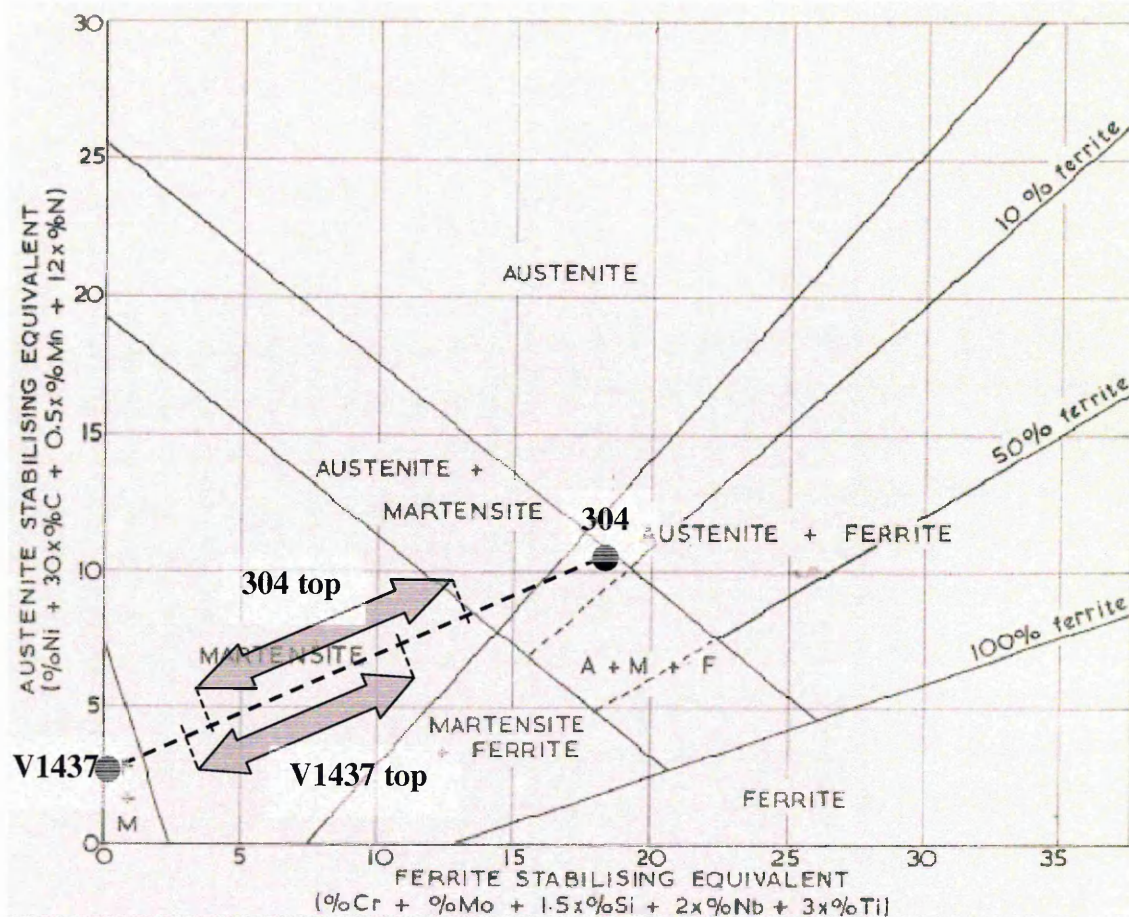 30
25
20
15
10
5
0
AUSTENITE STABILISING EQUIVALENT
(%Ni + 30x%C + 0.5x%Mn + 12x%N)
AUSTENITE
10 % ferrite
50% ferrite
100% ferrite
AUSTENITE +
MARTENSITE
304
AUSTENITE + FERRITE
304 top
MARTENSITE
A + M + F
MARTENSITE
+
FERRITE
V1437
V1437 top
+
M
FERRITE
0 5 10 15 20 25 30 35
FERRITE STABILISING EQUIVALENT
(%Cr + %Mo + 1.5x%Si + 2x%Nb + 3x%Ti)